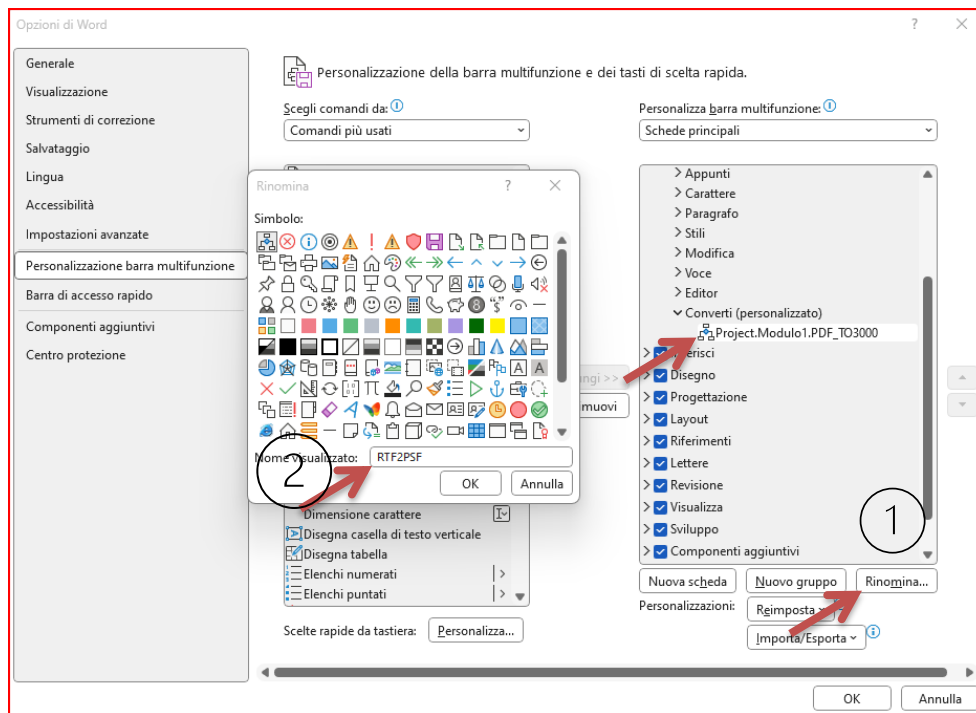 Opzioni di Word
?
Generale
Visualizzazione
Strumenti di correzione
Salvataggio
Lingua
Accessibilità
Impostazioni avanzate
Personalizzazione barra multifunzione
Barra di accesso rapido
Componenti aggiuntivi
Centro protezione
Personalizzazione della barra multifunzione e dei tasti di scelta rapida.
Scegli comandi da:
Comandi più usati
Rinomina
?
Simbolo:
Nome visualizzato:
RTF2PSF
2
OK
Annulla
Dimensione carattere
Disegna casella di testo verticale
Disegna tabella
Elenchi numerati
Elenchi puntati
Scelte rapide da tastiera:
Personalizza...
ngi >>
muovi
Personalizza barra multifunzione:
Schede principali
Appunti
Carattere
Paragrafo
Stili
Modifica
Voce
Editor
Converti (personalizzato)
Project.Modulo1.PDF_TO3000
Disegno
Progettazione
Layout
Riferimenti
Lettere
Revisione
Visualizza
Sviluppo
Componenti aggiuntivi
1
Nuova scheda
Nuovo gruppo
Rinomina...
Personalizzazioni:
Reimposta
Importa/Esporta
OK
Annulla